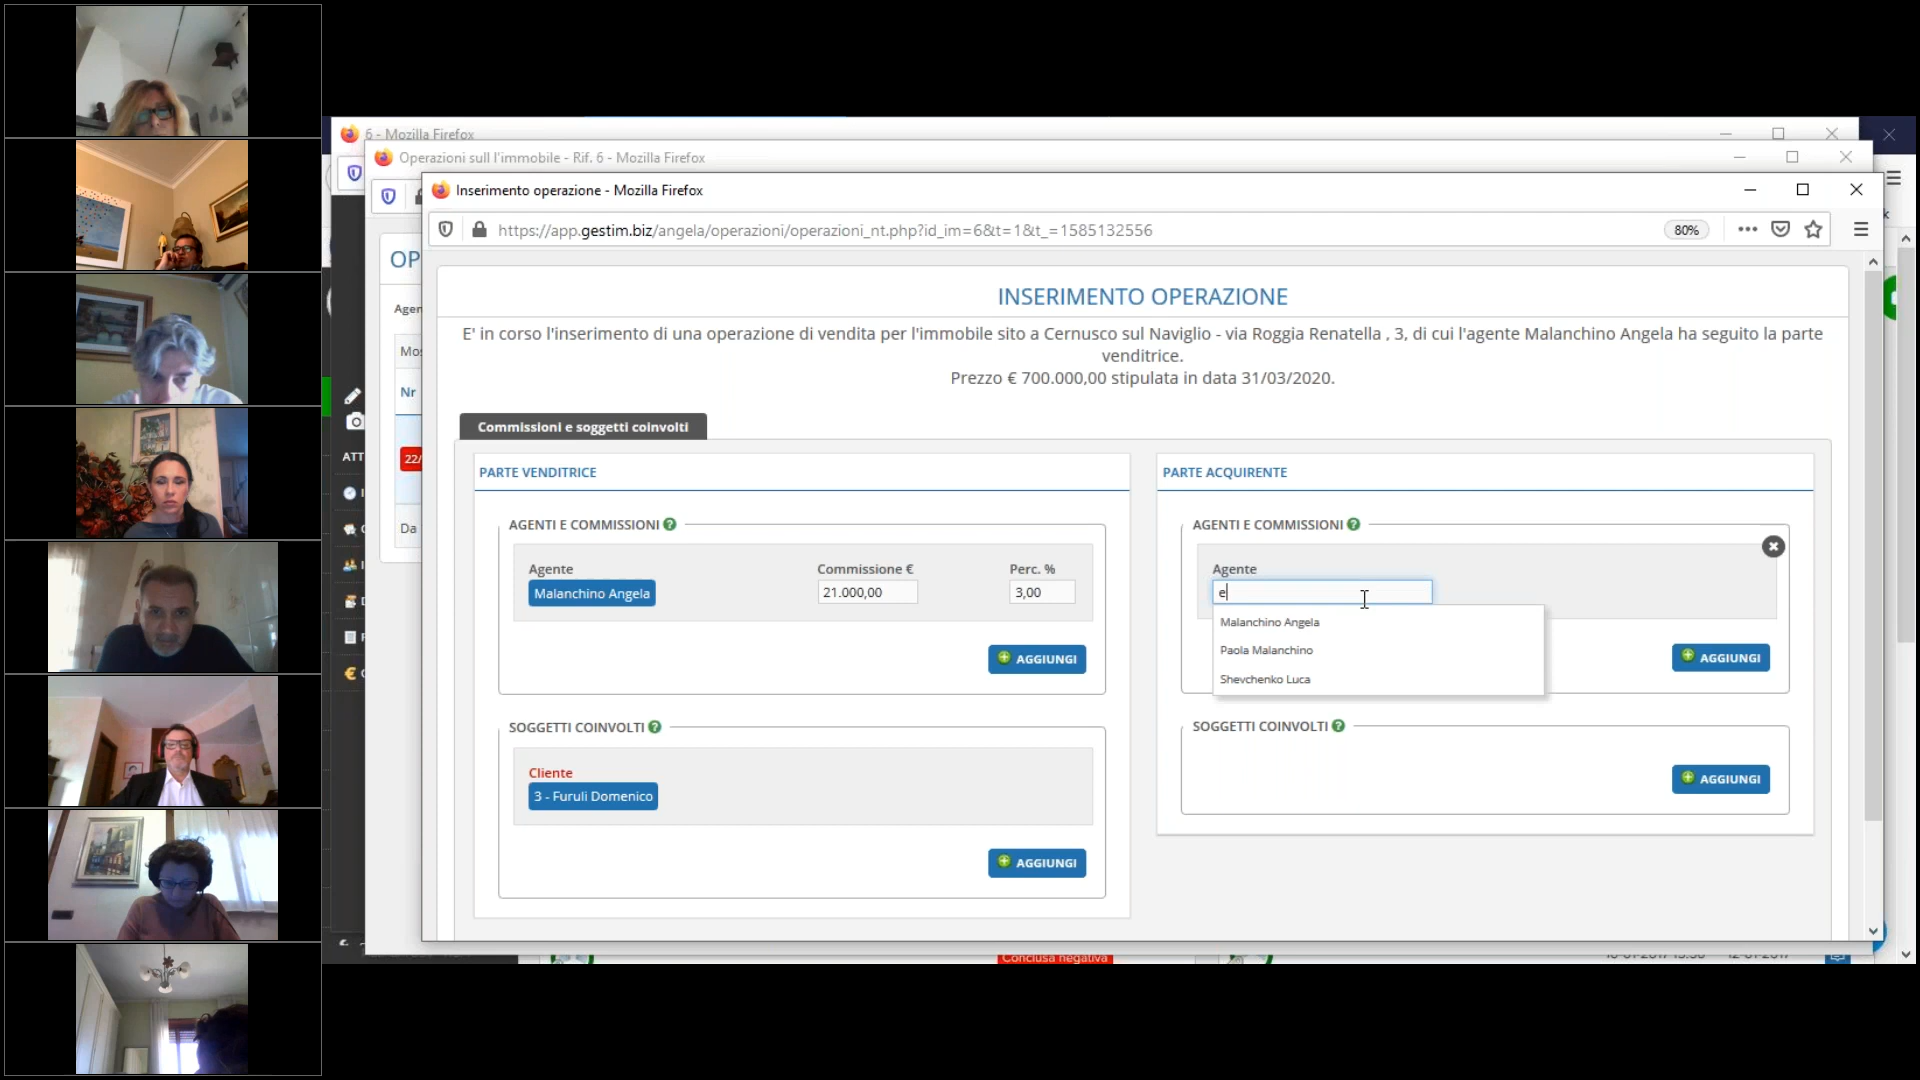 6 - Mozilla Firefox
Operazioni sull'immobile - Rif. 6 - Mozilla Firefox
Inserimento operazione - Mozilla Firefox
https://app.gestim.biz/angela/operazioni/operazioni_nt.php?id_im=6&t=1&t_=1585132556
80%
OP
Agen
Mos
Nr
ATT
22/
Da
INSERIMENTO OPERAZIONE
E' in corso l'inserimento di una operazione di vendita per l'immobile sito a Cernusco sul Naviglio - via Roggia Renatella , 3, di cui l'agente Malanchino Angela ha seguito la parte
venditrice.
Prezzo € 700.000,00 stipulata in data 31/03/2020.
Commissioni e soggetti coinvolti
PARTE VENDITRICE
AGENTI E COMMISSIONI
Agente
Commissione €
Perc. %
Malanchino Angela
21.000,00
3,00
AGGIUNGI
SOGGETTI COINVOLTI
Cliente
3 - Furuli Domenico
AGGIUNGI
PARTE ACQUIRENTE
AGENTI E COMMISSIONI
Agente
e
Malanchino Angela
Paola Malanchino
Shevchenko Luca
AGGIUNGI
SOGGETTI COINVOLTI
AGGIUNGI
Conclusa negativa